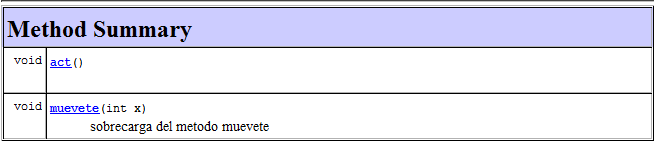 Method Summary
void act()
void muevete(int x)
sobrecarga del metodo muevete